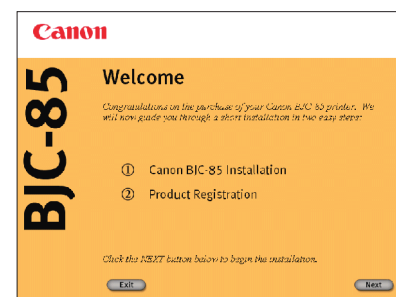 Canon
BJC-85
Welcome
Congratulations on the purchase of your Canon BJC-85 printer. We
will now guide you through a short installation in two easy steps:
① Canon BJC-85 Installation
② Product Registration
Click the NEXT button below to begin the installation.
Exit
Next